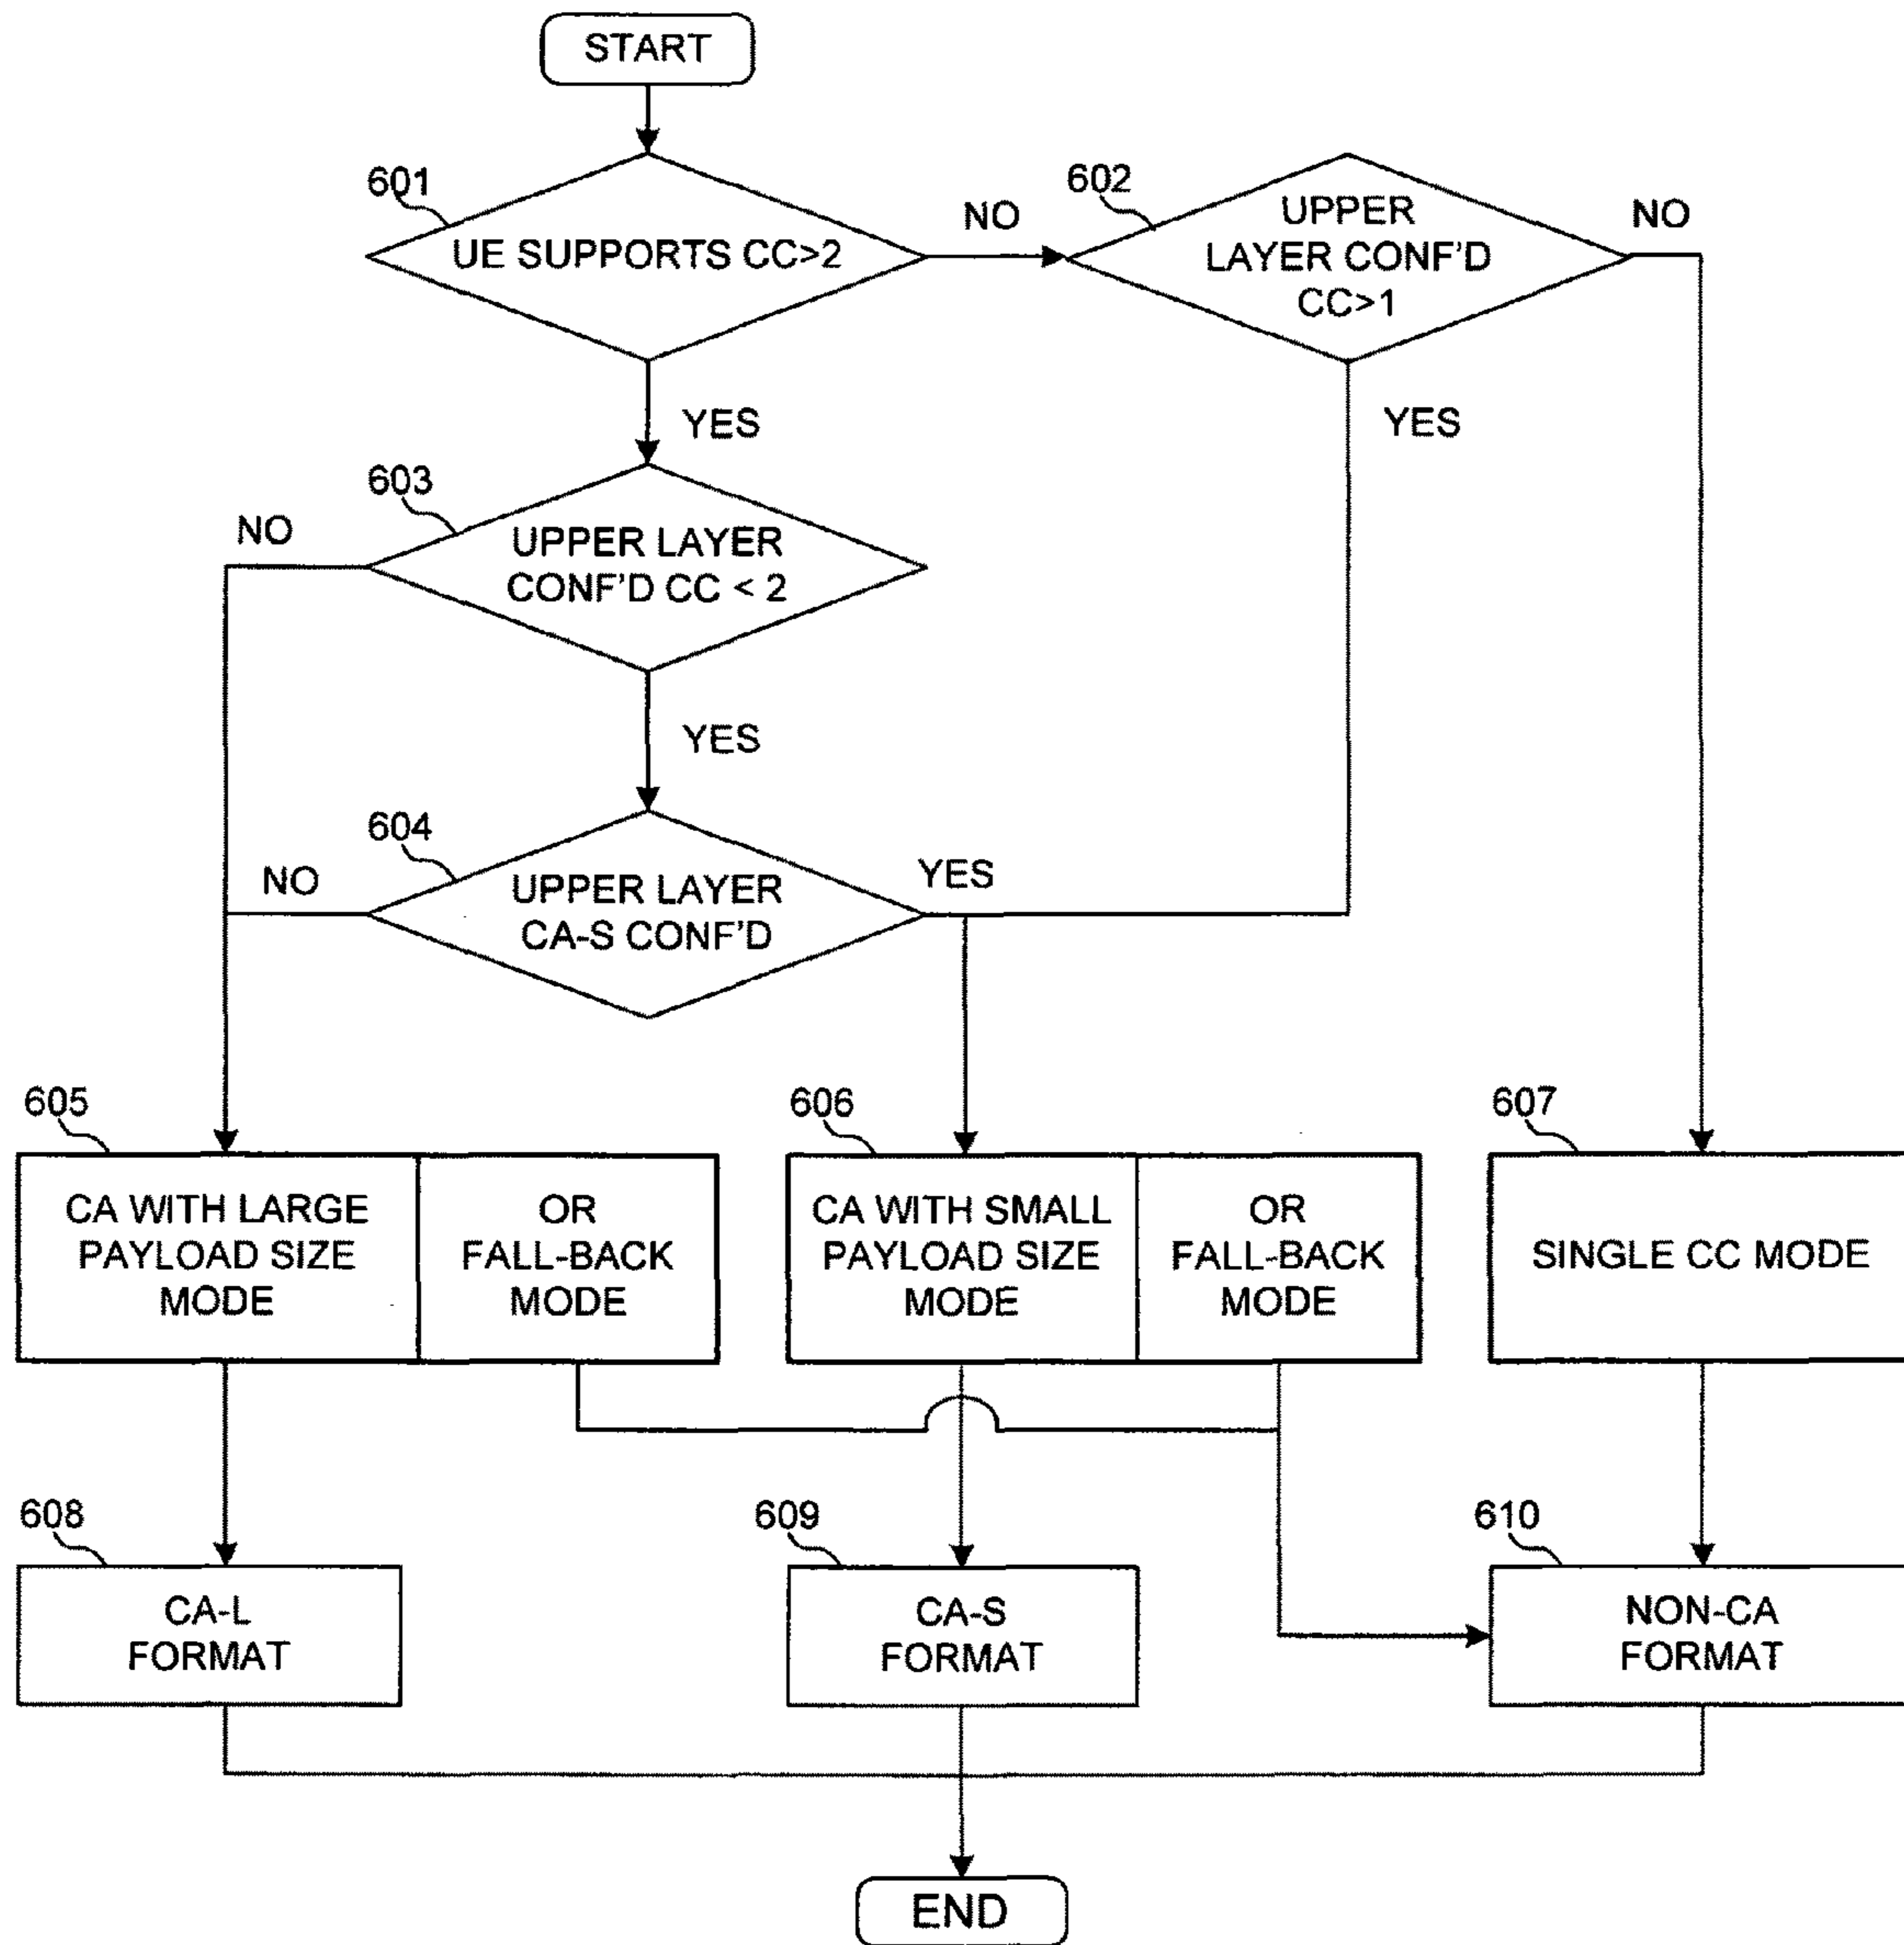 START
601
UE SUPPORTS CC>2
NO
602
UPPER
LAYER CONF'D
CC>1
NO
YES
YES
603
NO
UPPER LAYER
CONF'D CC < 2
YES
604
NO
UPPER LAYER
CA-S CONF'D
YES
605
CA WITH LARGE
PAYLOAD SIZE
MODE
OR
FALL-BACK
MODE
606
CA WITH SMALL
PAYLOAD SIZE
MODE
OR
FALL-BACK
MODE
607
SINGLE CC MODE
608
CA-L
FORMAT
609
CA-S
FORMAT
610
NON-CA
FORMAT
END